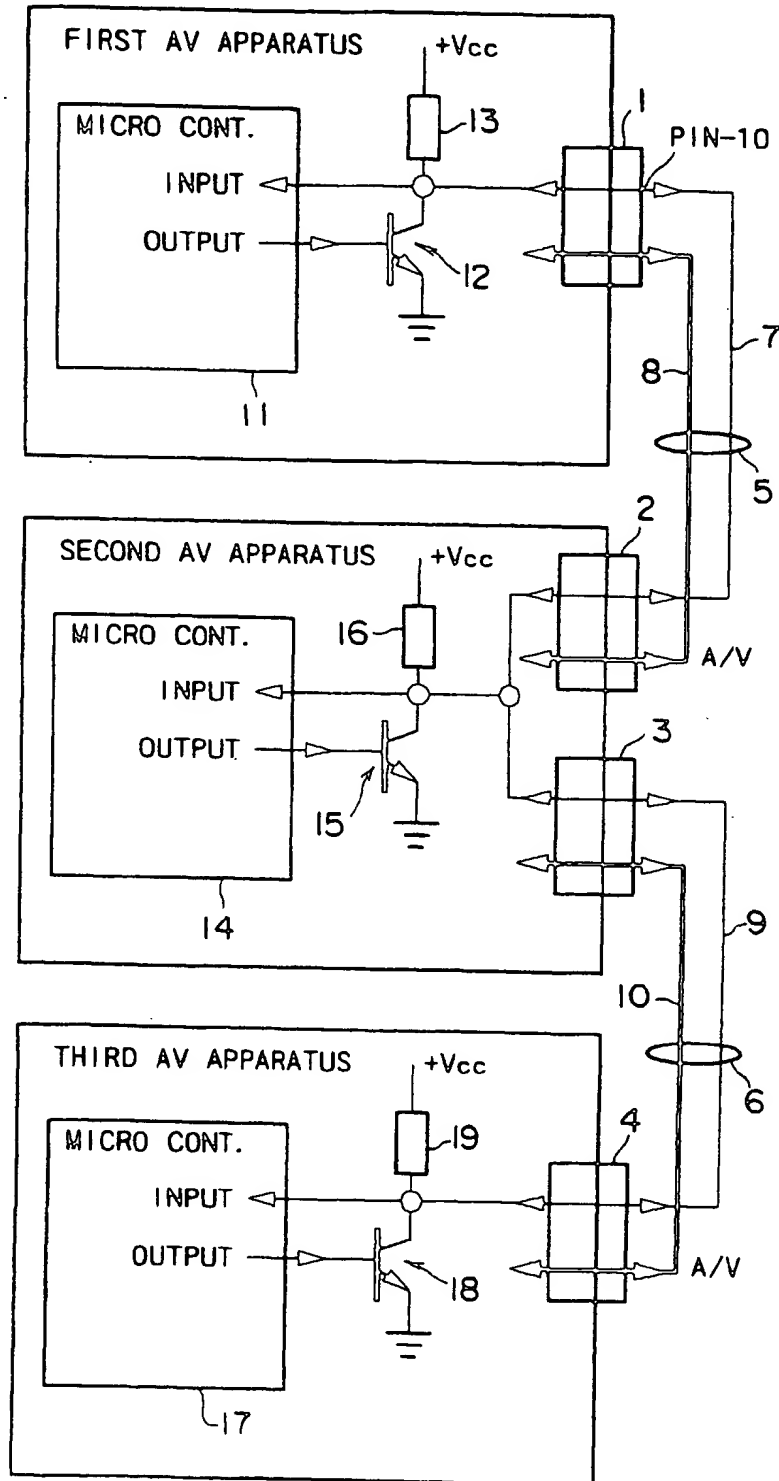 FIRST AV APPARATUS
+Vcc
MICRO CONT.
13
1
PIN-10
INPUT
OUTPUT
12
7
8
11
5
2
SECOND AV APPARATUS
+Vcc
MICRO CONT.
16
A/V
INPUT
OUTPUT
3
15
14
9
10
THIRD AV APPARATUS
+Vcc
6
MICRO CONT.
19
4
INPUT
OUTPUT
18
A/V
17